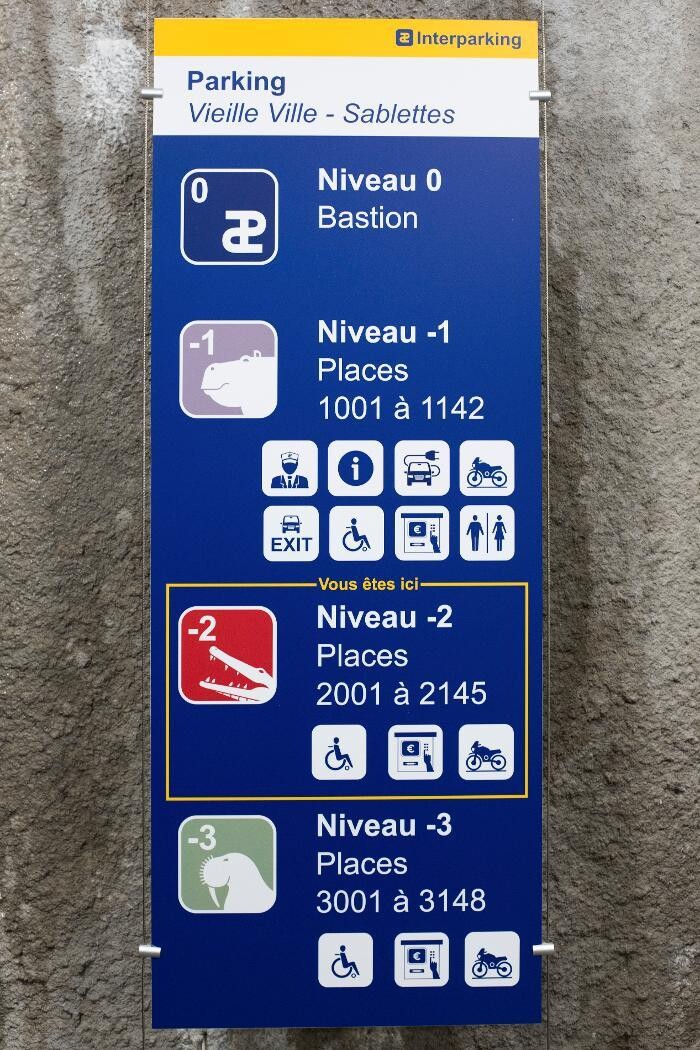 Interparking
Parking
Vieille Ville - Sablettes
0
Niveau 0
Bastion
-1
Niveau -1
Places
1001 à 1142
i
EXIT
€
Vous êtes ici
-2
Niveau -2
Places
2001 à 2145
€
-3
Niveau -3
Places
3001 à 3148
€